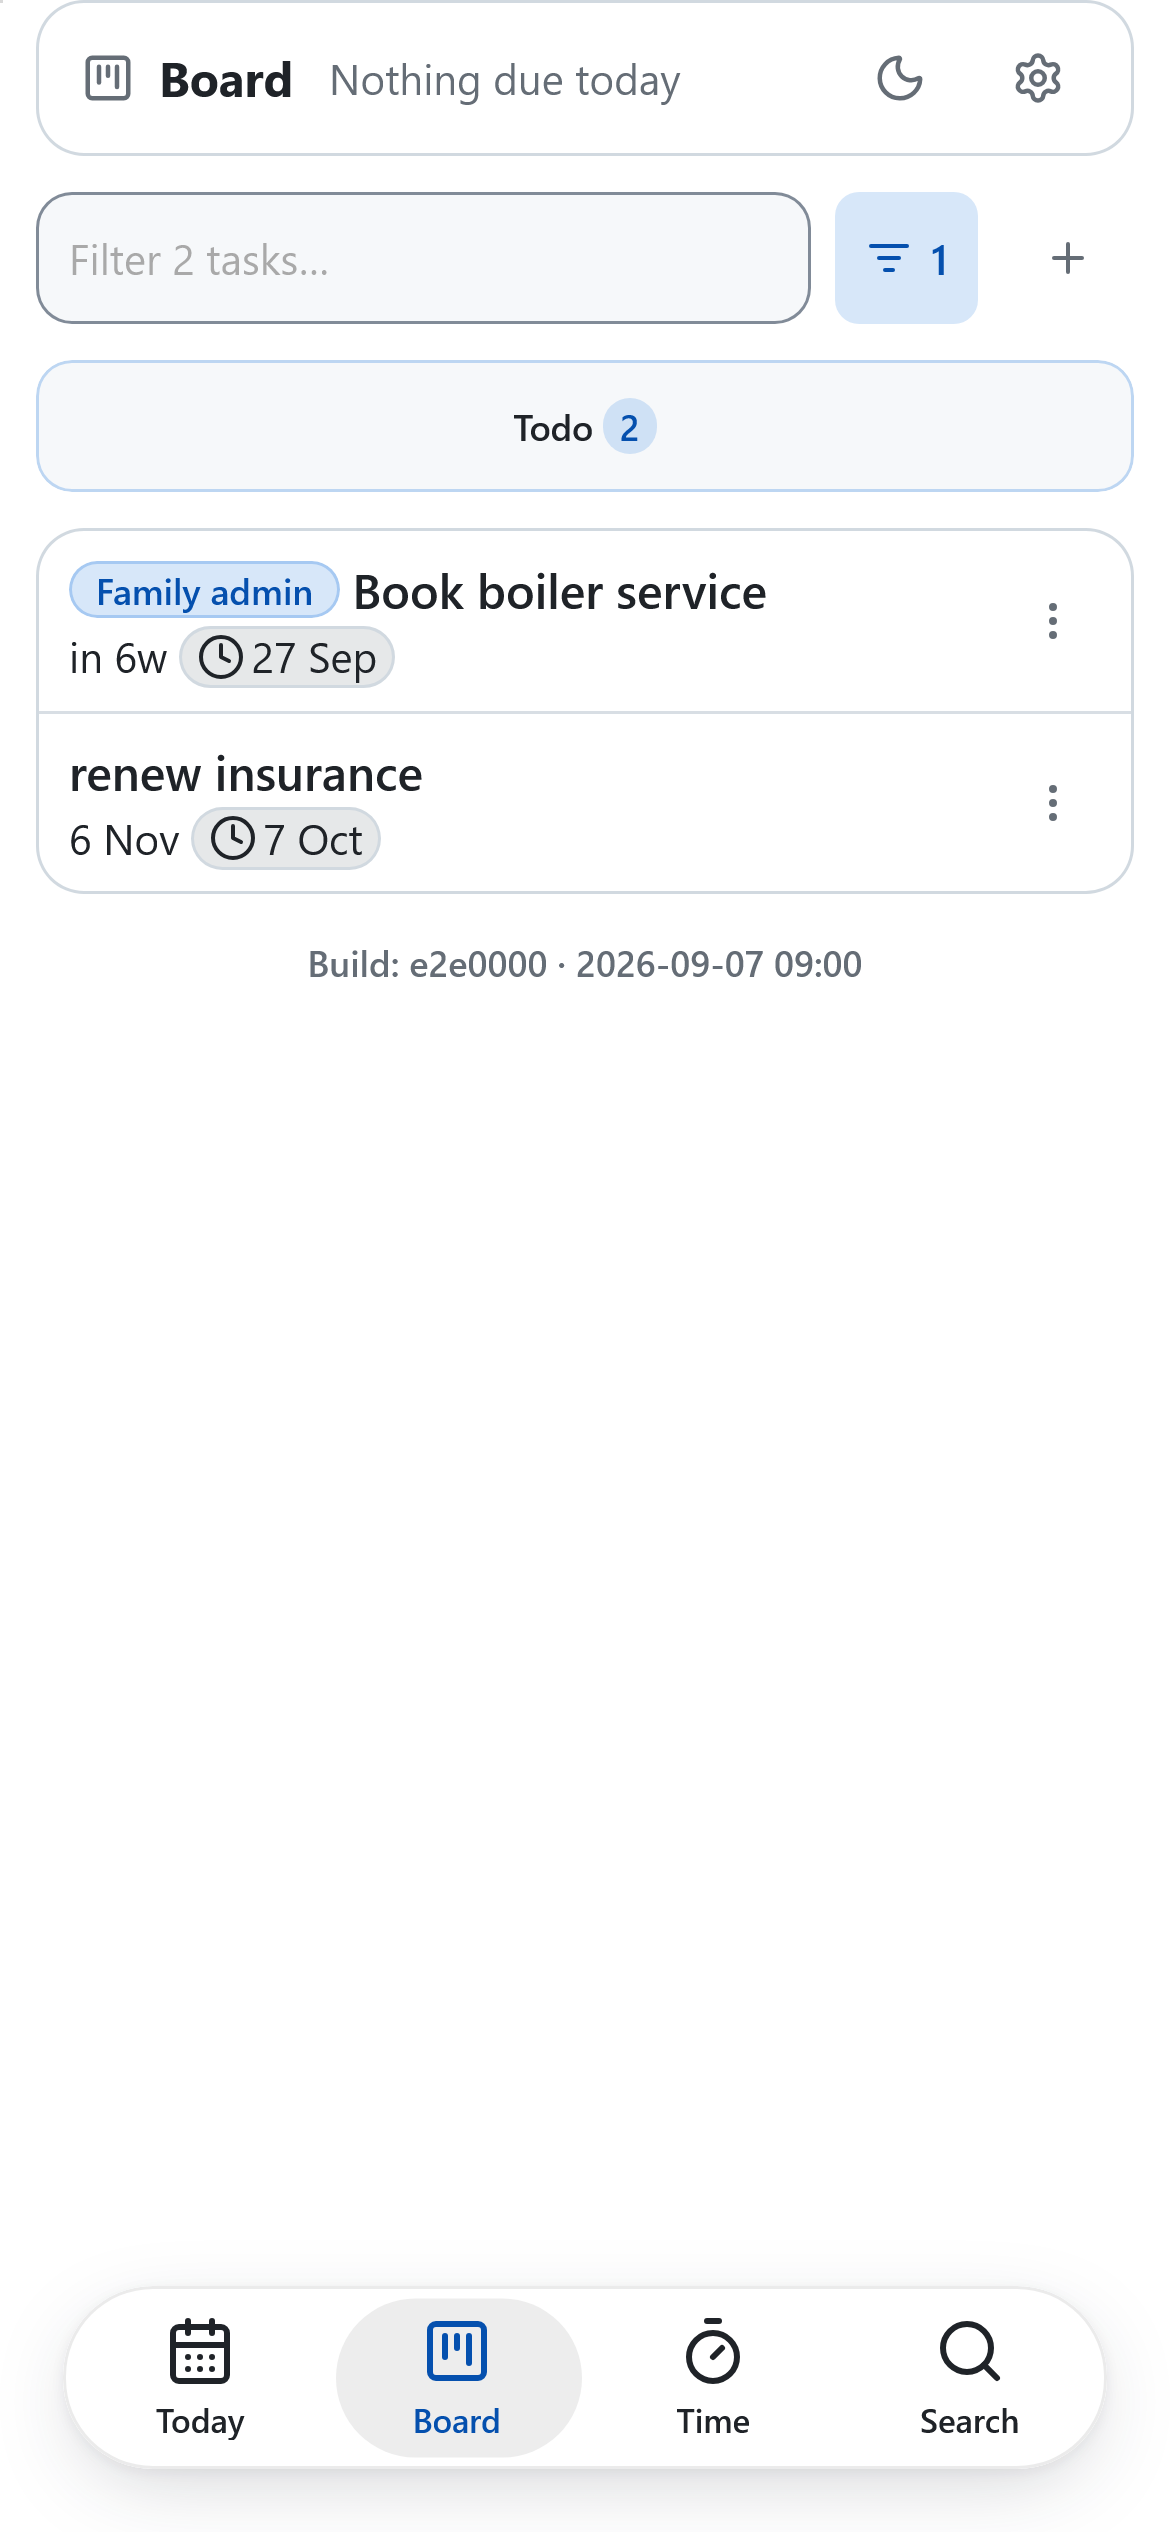 Board Nothing due today
Filter 2 tasks...
1
Todo 2
Family admin Book boiler service
in 6w 27 Sep
renew insurance
6 Nov 7 Oct
Build: e2e0000 · 2026-09-07 09:00
Today Board Time Search